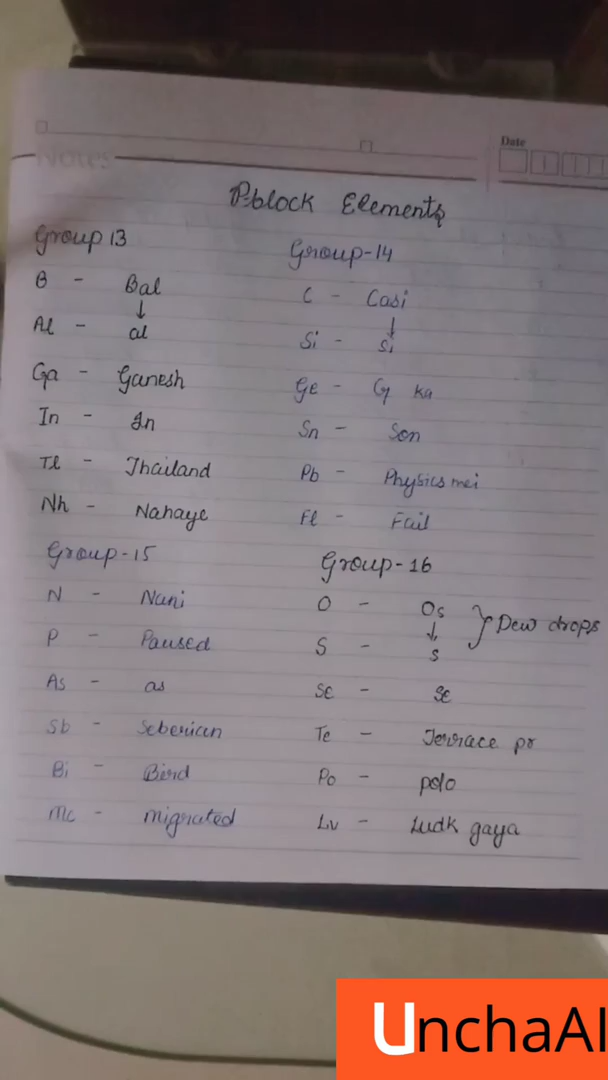 Notes
Date
P-block Elements
Group 13
B - Bal
↓
Al - al
Ga - Ganesh
In - In
Tl - Thailand
Nh - Nahaye
Group-14
C - Casi
↓
Si - Si
Ge - G ka
Sn - Son
Pb - Physics mei
Fl - Fail
Group-15
N - Nani
P - Paused
As - as
Sb - Seberian
Bi - Bird
Mc - migrated
Group-16
O - Os
↓ } Dew drops
S - s
Se - Se
Te - Terrace pr
Po - polo
Lv - Ludk gaya
UnchaAI